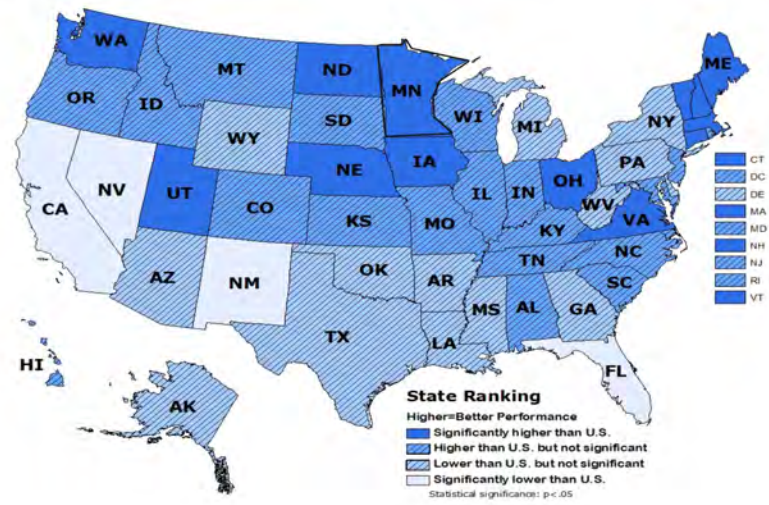 WA
MT
ND
MN
ME
OR
ID
SD
WI
MI
NY
WY
NE
IA
PA
CT
DC
DE
MA
MD
NH
NJ
RI
VT
NV
UT
CO
IL
IN
OH
WV
VA
CA
KS
MO
KY
NC
TN
AZ
NM
OK
AR
SC
MS
AL
GA
TX
LA
HI
FL
AK
State Ranking
Higher=Better Performance
Significantly higher than U.S.
Higher than U.S. but not significant
Lower than U.S. but not significant
Significantly lower than U.S.
Statistical significance: p<.05